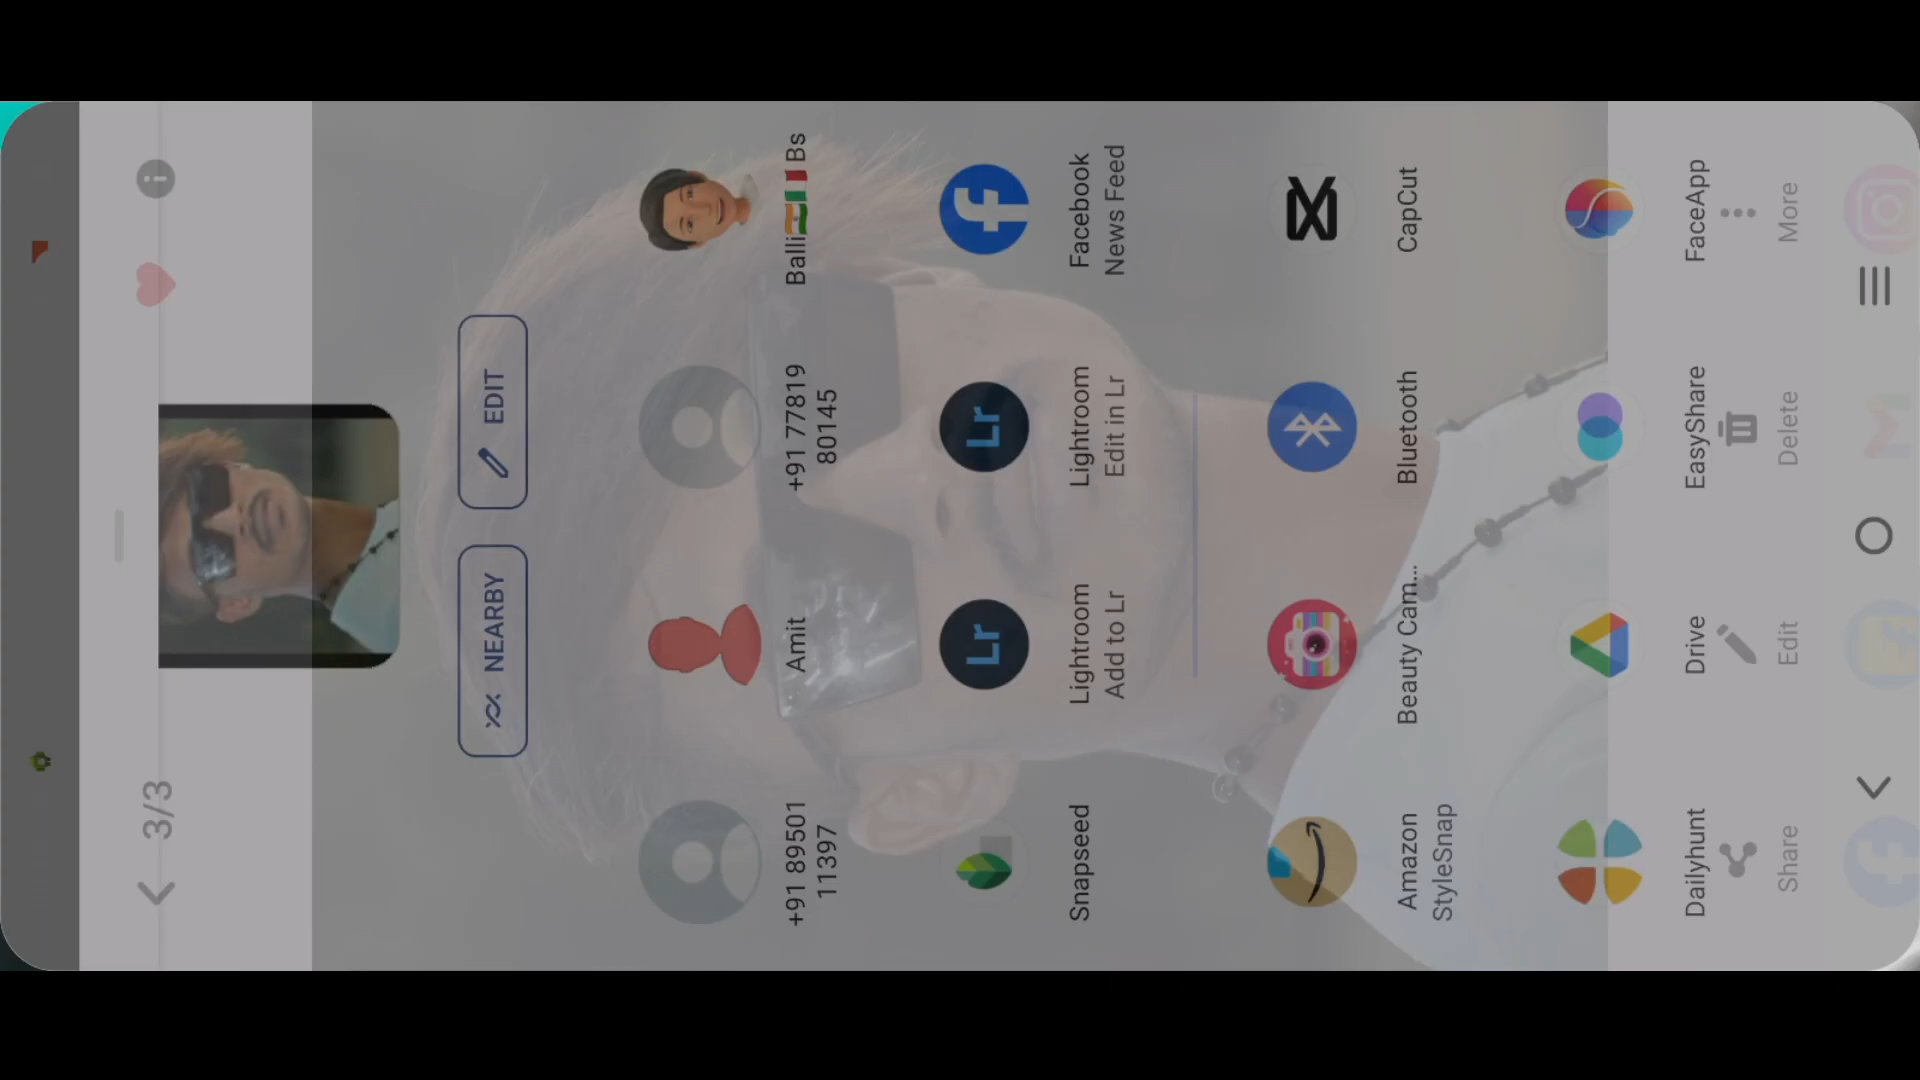 3/3
NEARBY
EDIT
+91 89501
11397
Amit
+91 77819
80145
Balli🇮🇳🇮🇹Bs
Snapseed
Lightroom
Add to Lr
Lightroom
Edit in Lr
Facebook
News Feed
Amazon
StyleSnap
Beauty Cam...
Bluetooth
CapCut
Dailyhunt
Drive
EasyShare
FaceApp
Share
Edit
Delete
More